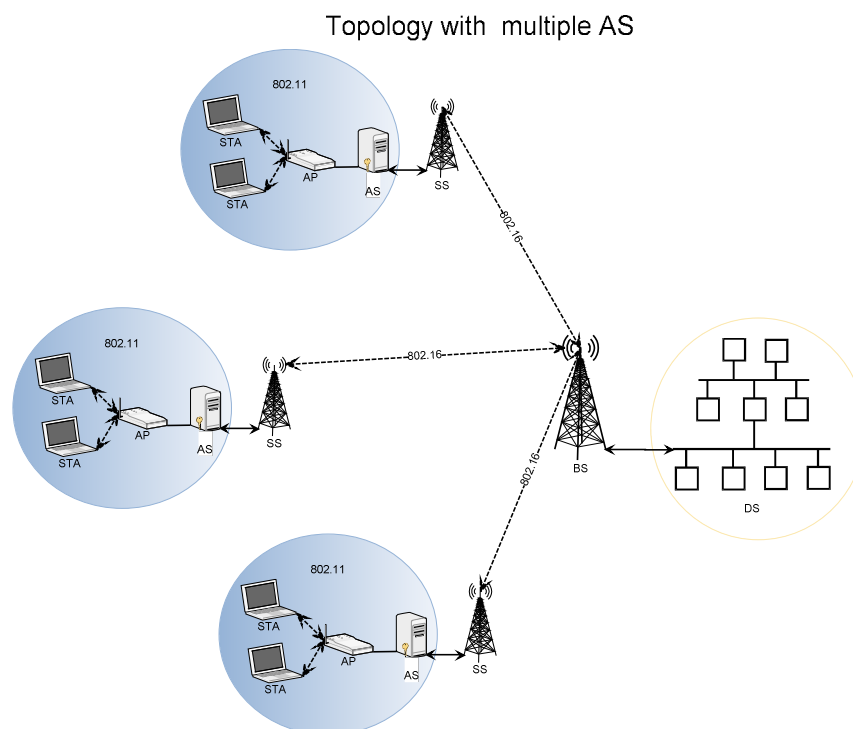 Topology with multiple AS
802.11
STA
STA
AP
AS
SS
802.16
802.11
STA
STA
AP
AS
SS
802.16
BS
802.16
DS
802.11
STA
STA
AP
AS
SS